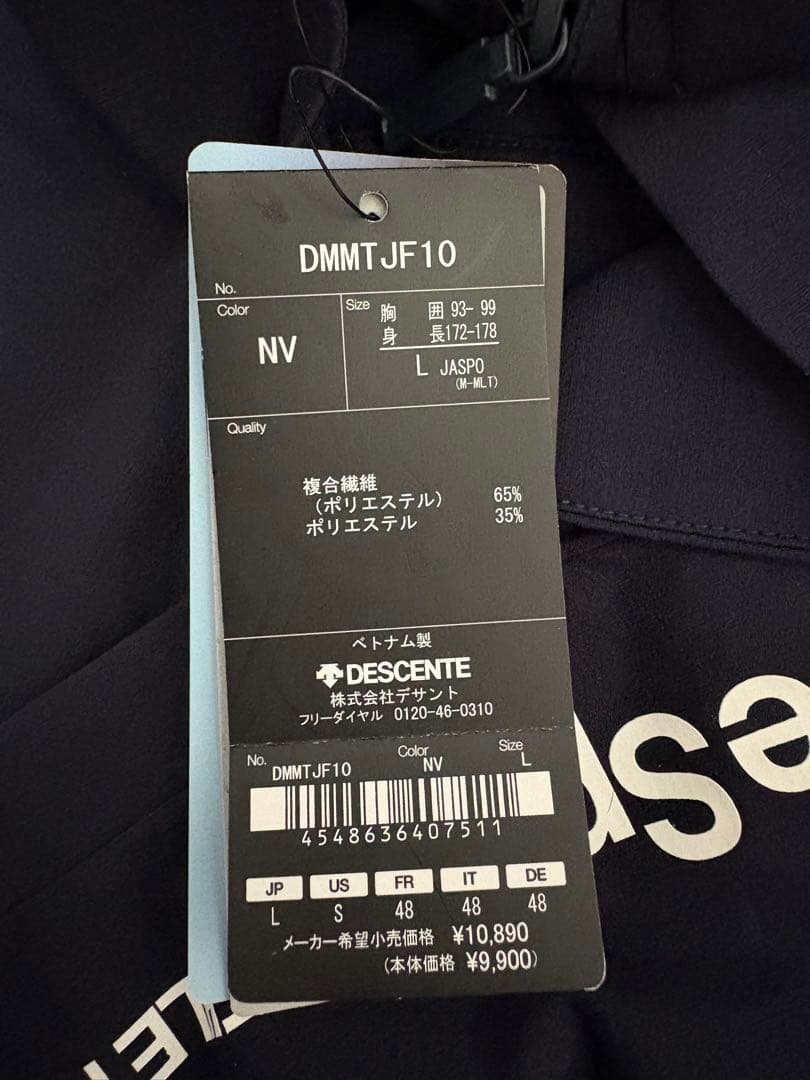 DMMTJF10
No.
Color
NV
Size
胸 囲 93-99
身 長172-178
L JASPO
(M-MLT)
Quality
複合繊維
(ポリエステル) 65%
ポリエステル 35%
ベトナム製
DESCENTE
株式会社デサント
フリーダイヤル 0120-46-0310
No. DMMTJF10 Color NV Size L
4548636407511
JP US FR IT DE
L S 48 48 48
メーカー希望小売価格 ¥10,890
(本体価格 ¥9,900)